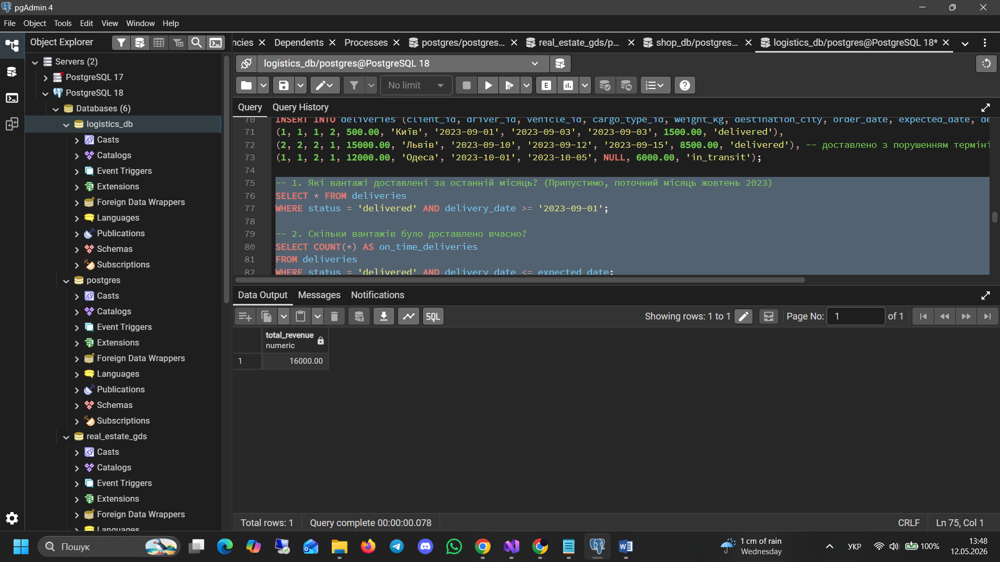 pgAdmin 4
File Object Tools Edit View Window Help
Object Explorer
Servers (2)
PostgreSQL 17
PostgreSQL 18
Databases (6)
logistics_db
Casts
Catalogs
Event Triggers
Extensions
Foreign Data Wrappers
Languages
Publications
Schemas
Subscriptions
postgres
Casts
Catalogs
Event Triggers
Extensions
Foreign Data Wrappers
Languages
Publications
Schemas
Subscriptions
real_estate_gds
Casts
Catalogs
Event Triggers
Extensions
Foreign Data Wrappers
Languages
ncies Dependents Processes postgres/postgres... real_estate_gds/p... shop_db/postgres... logistics_db/postgres@PostgreSQL 18*
logistics_db/postgres@PostgreSQL 18
No limit
E
Query Query History
70 INSERT INTO deliveries (client_id, driver_id, vehicle_id, cargo_type_id, weight_kg, destination_city, order_date, expected_date, de
71 (1, 1, 1, 2, 500.00, 'Київ', '2023-09-01', '2023-09-03', '2023-09-03', 1500.00, 'delivered'),
72 (2, 2, 2, 1, 15000.00, 'Львів', '2023-09-10', '2023-09-12', '2023-09-15', 8500.00, 'delivered'), -- доставлено з порушенням терміні
73 (1, 1, 2, 1, 12000.00, 'Одеса', '2023-10-01', '2023-10-05', NULL, 6000.00, 'in_transit');
74
75 -- 1. Які вантажі доставлені за останній місяць? (Припустимо, поточний місяць жовтень 2023)
76 SELECT * FROM deliveries
77 WHERE status = 'delivered' AND delivery_date >= '2023-09-01';
78
79 -- 2. Скільки вантажів було доставлено вчасно?
80 SELECT COUNT(*) AS on_time_deliveries
81 FROM deliveries
82 WHERE status = 'delivered' AND delivery_date <= expected_date;
Data Output Messages Notifications
SQL
Showing rows: 1 to 1
Page No: 1 of 1
total_revenue
numeric
1 16000.00
Total rows: 1 Query complete 00:00:00.078
CRLF Ln 75, Col 1
Пошук
1 cm of rain
Wednesday
УКР
100%
13:48
12.05.2026